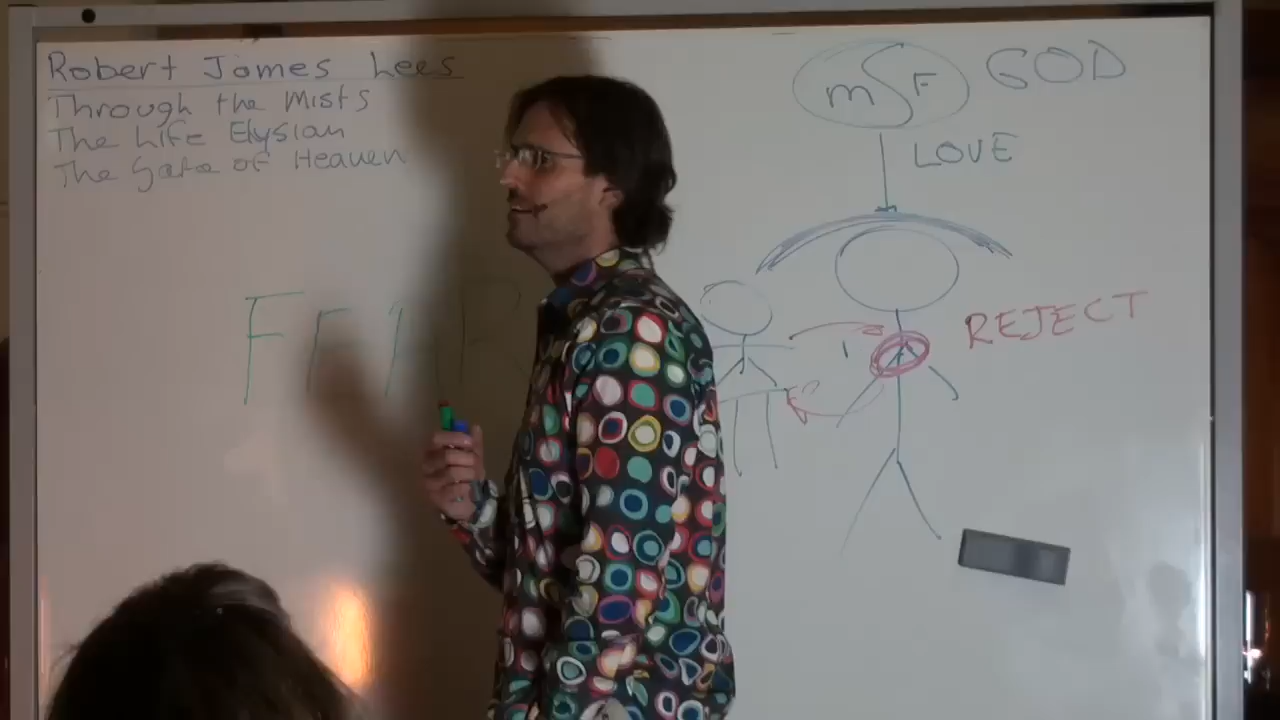 Robert James Lees
Through the Mists
The Life Elysian
The Gate of Heaven
m F GOD
LOVE
REJECT